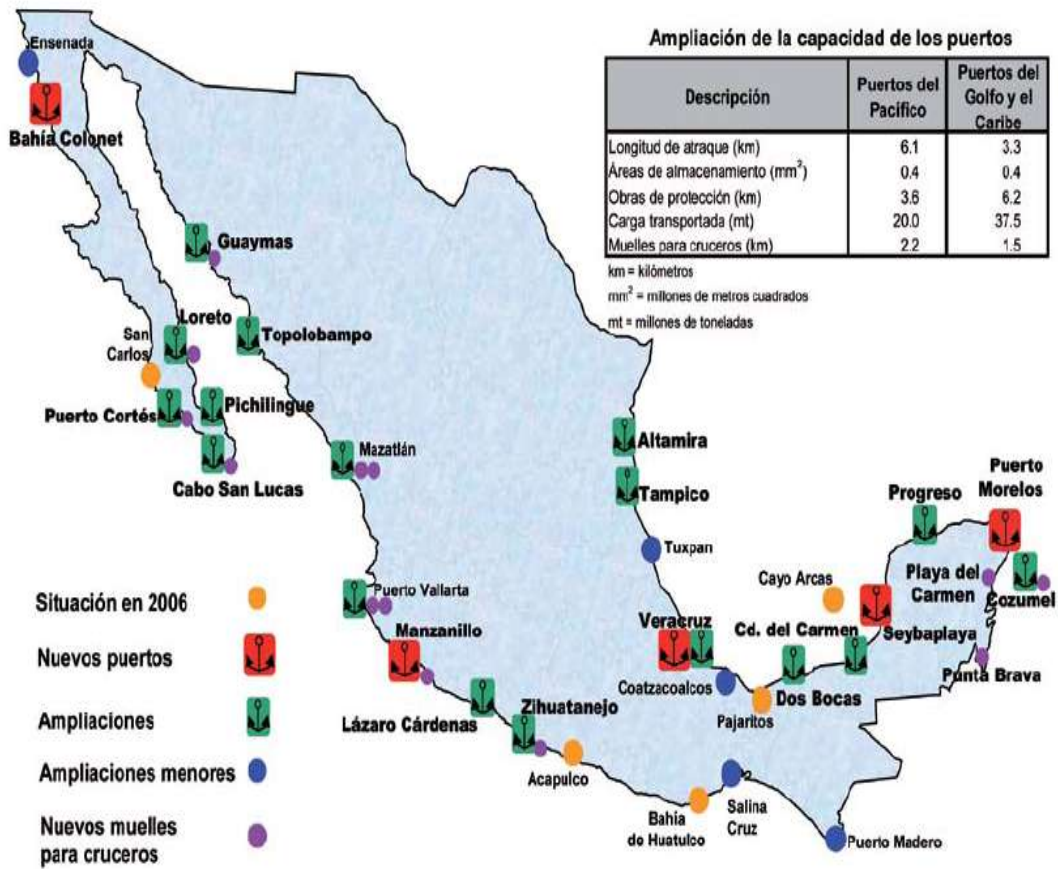 Ampliación de la capacidad de los puertos
Descripción
Puertos del
Pacífico
Puertos del
Golfo y el
Caribe
Longitud de atraque (km) 6.1 3.3
Áreas de almacenamiento (mm²) 0.4 0.4
Obras de protección (km) 3.6 6.2
Carga transportada (mt) 20.0 37.5
Muelles para cruceros (km) 2.2 1.5
km = kilómetros
mm² = millones de metros cuadrados
mt = millones de toneladas
Ensenada
Bahía Colonet
Guaymas
Loreto
Topolobampo
San
Carlos
Puerto Cortés
Pichilingue
Cabo San Lucas
Mazatlán
Puerto Vallarta
Manzanillo
Lázaro Cárdenas
Zihuatanejo
Acapulco
Bahía
de Huatulco
Salina
Cruz
Puerto Madero
Altamira
Tampico
Tuxpan
Veracruz
Coatzacoalcos
Pajaritos
Dos Bocas
Cd. del Carmen
Cayo Arcas
Seybaplaya
Progreso
Puerto
Morelos
Playa del
Carmen
Cozumel
Punta Brava
Situación en 2006
Nuevos puertos
Ampliaciones
Ampliaciones menores
Nuevos muelles
para cruceros